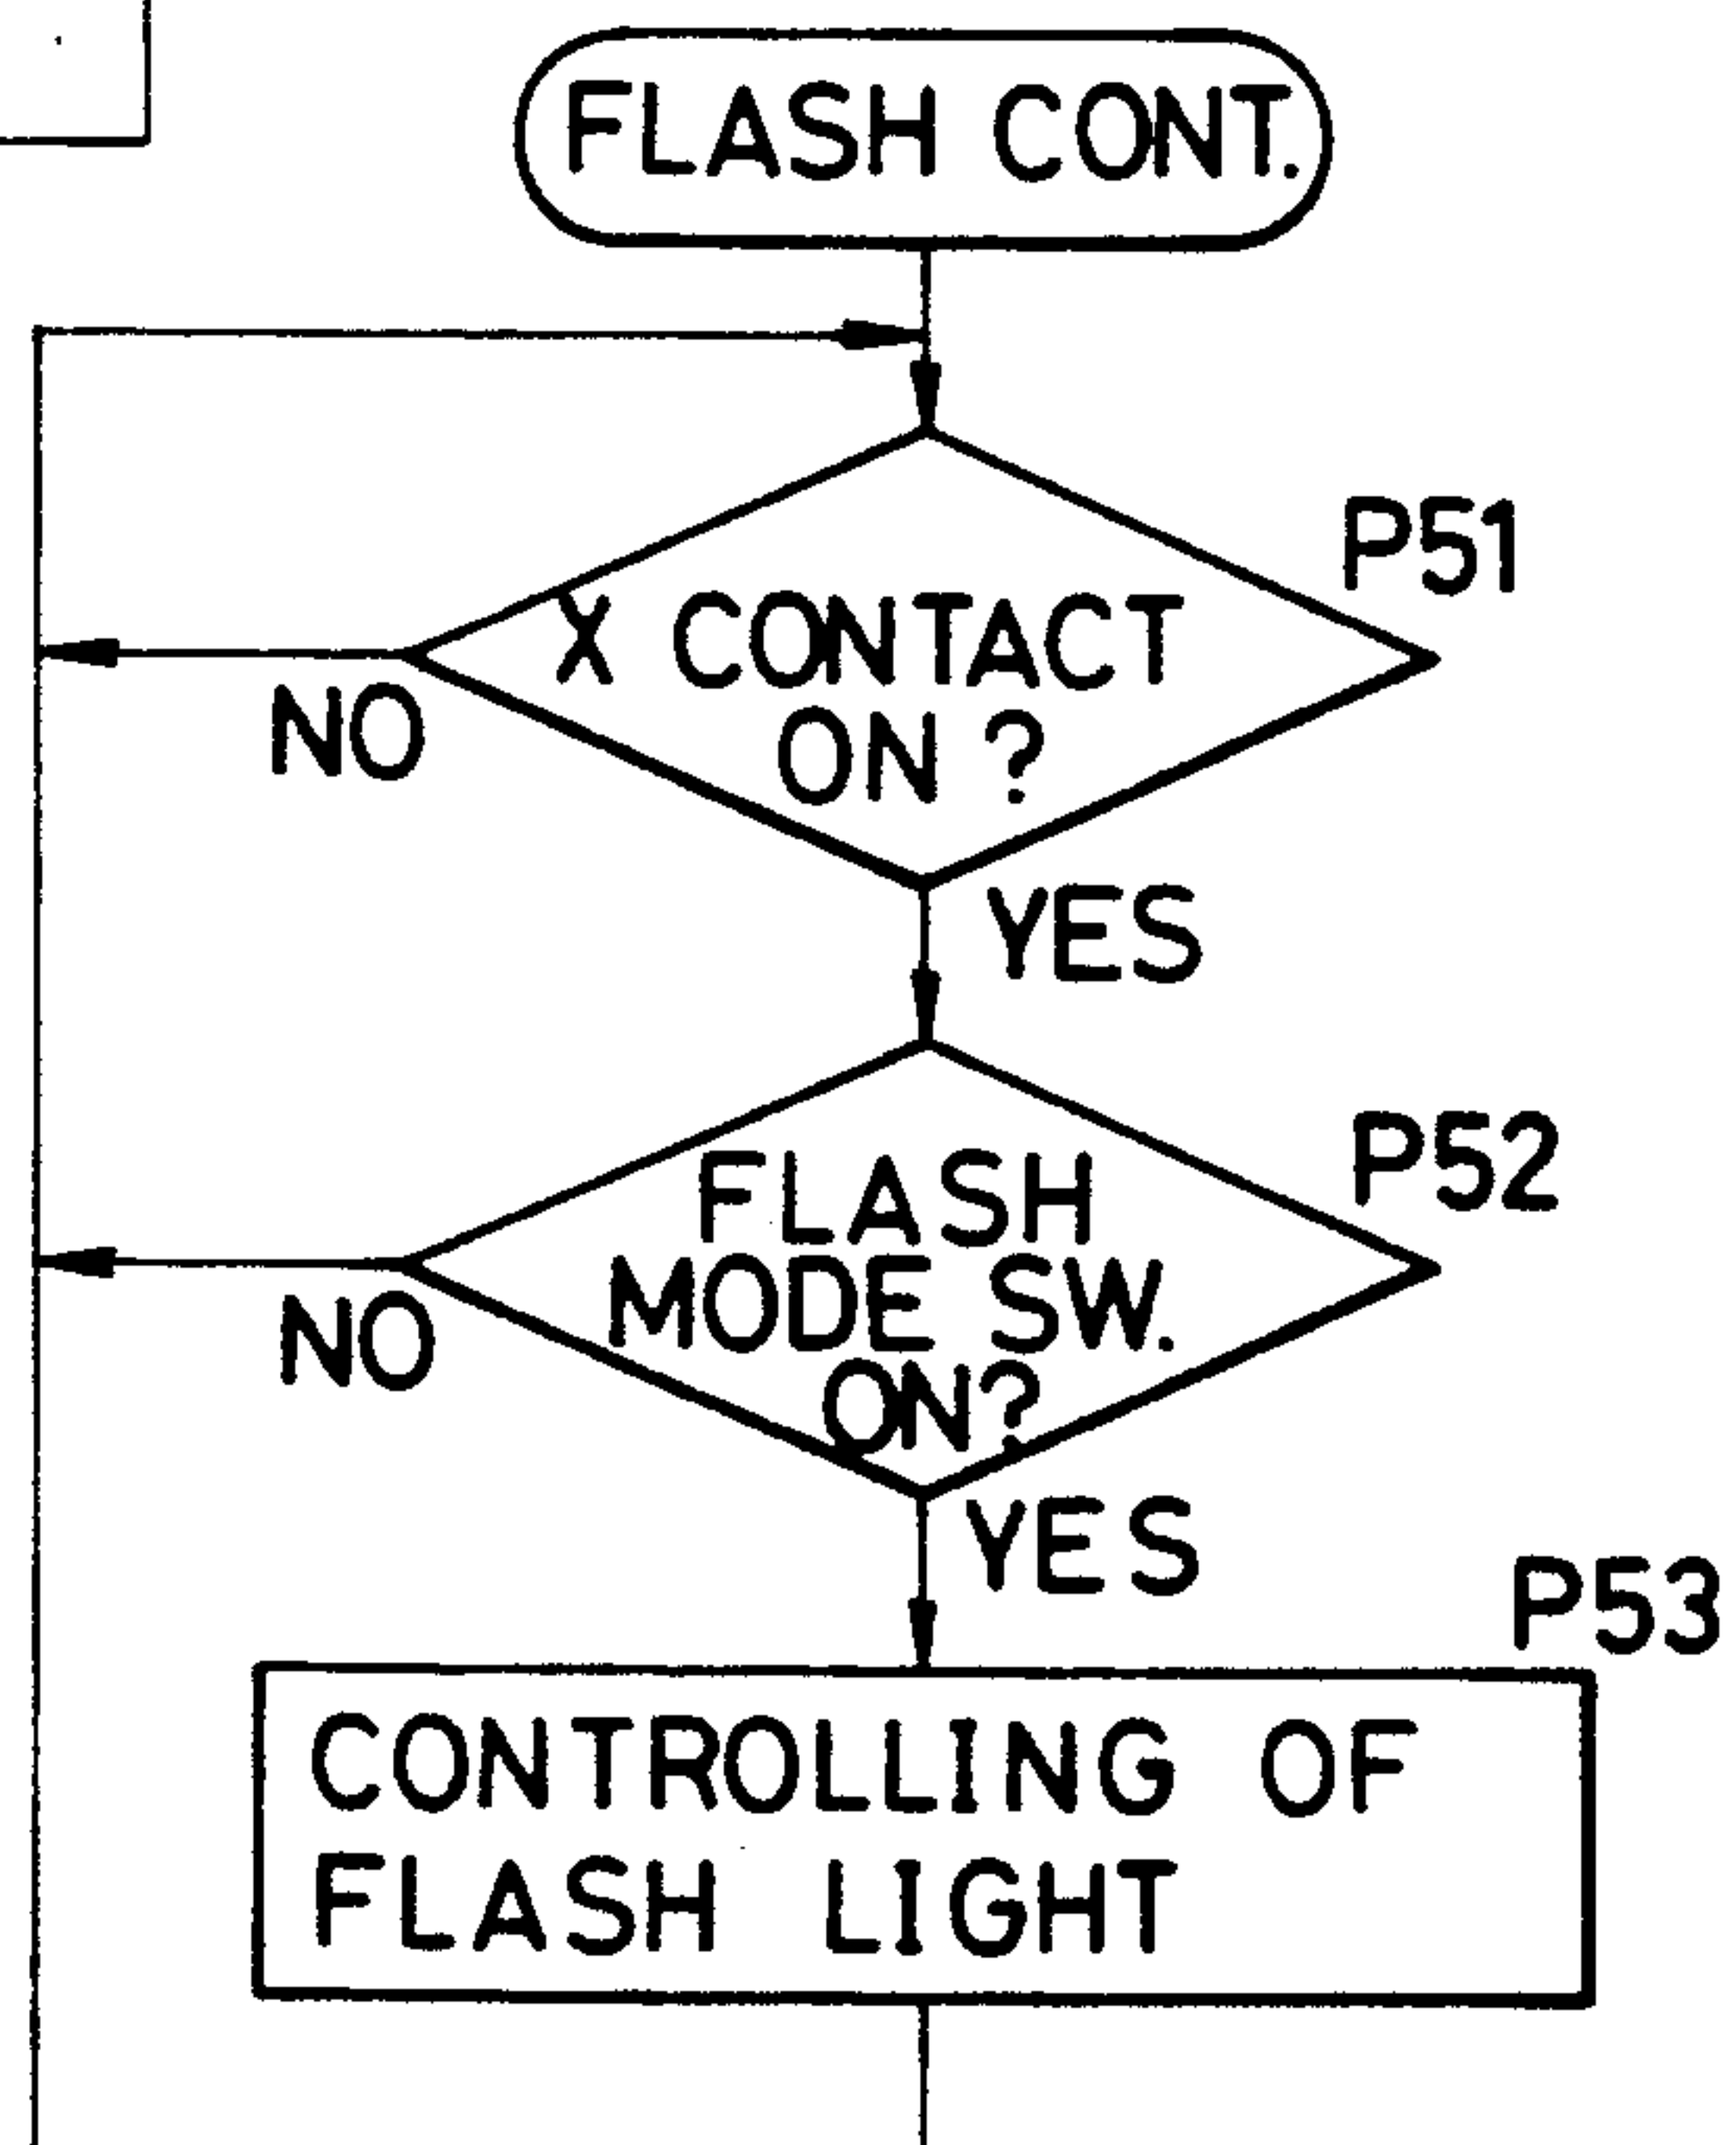 FLASH CONT.
P51
X CONTACT
ON ?
NO
YES
P52
FLASH
MODE SW.
ON?
NO
YES
P53
CONTROLLING OF
FLASH LIGHT